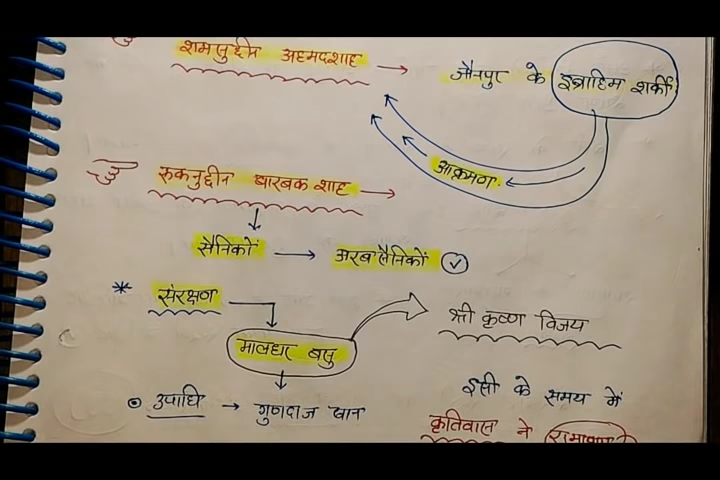 शमसुद्दीन अहमदशाह → जौनपुर के इब्राहिम शर्की
आक्रमण
रुकनुद्दीन बारबक शाह →
सैनिकों → अरब सैनिकों
* संरक्षण
श्री कृष्ण विजय
मालधर बसु
इसी के समय में
उपाधि → गुणदाज खान
कृतिवास ने रामायण